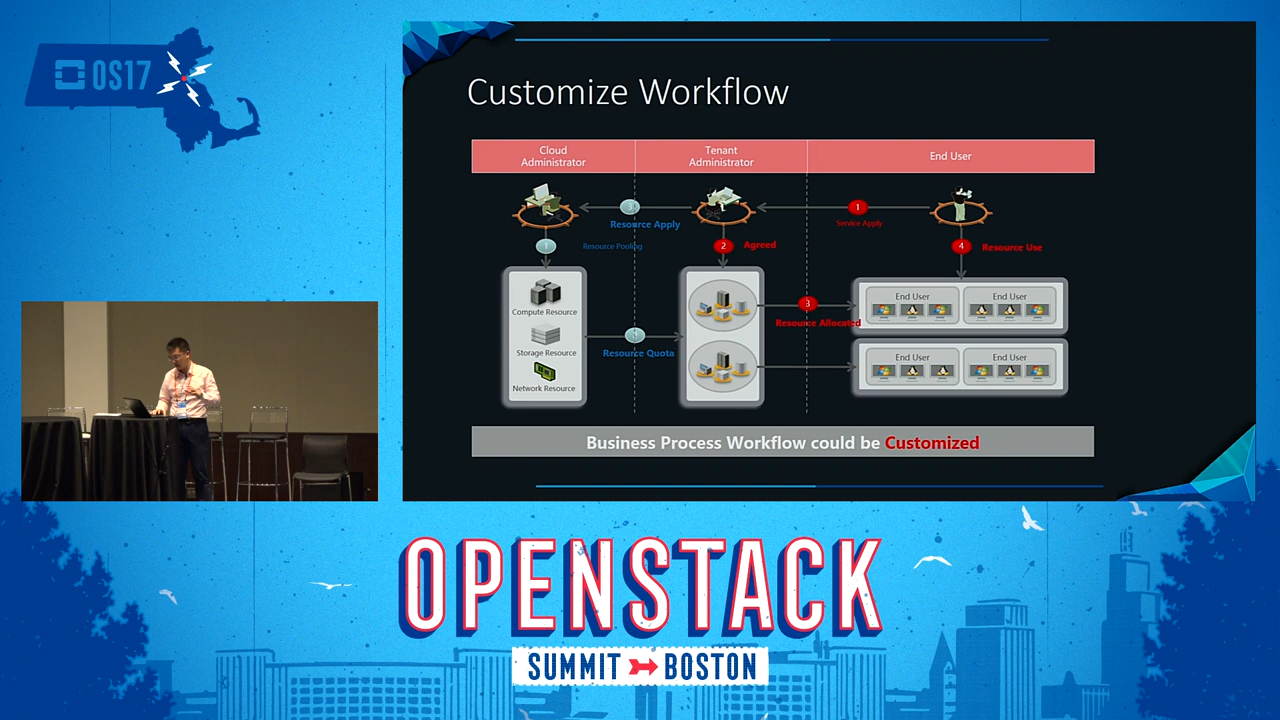 OS17
Customize Workflow
Cloud
Administrator
Tenant
Administrator
End User
3
1
Resource Apply
Service Apply
1
Resource Pooling
2
Agreed
4
Resource Use
Compute Resource
Storage Resource
Network Resource
Resource Quota
3
Resource Allocated
End User
End User
End User
End User
Business Process Workflow could be Customized
OPENSTACK
SUMMIT BOSTON